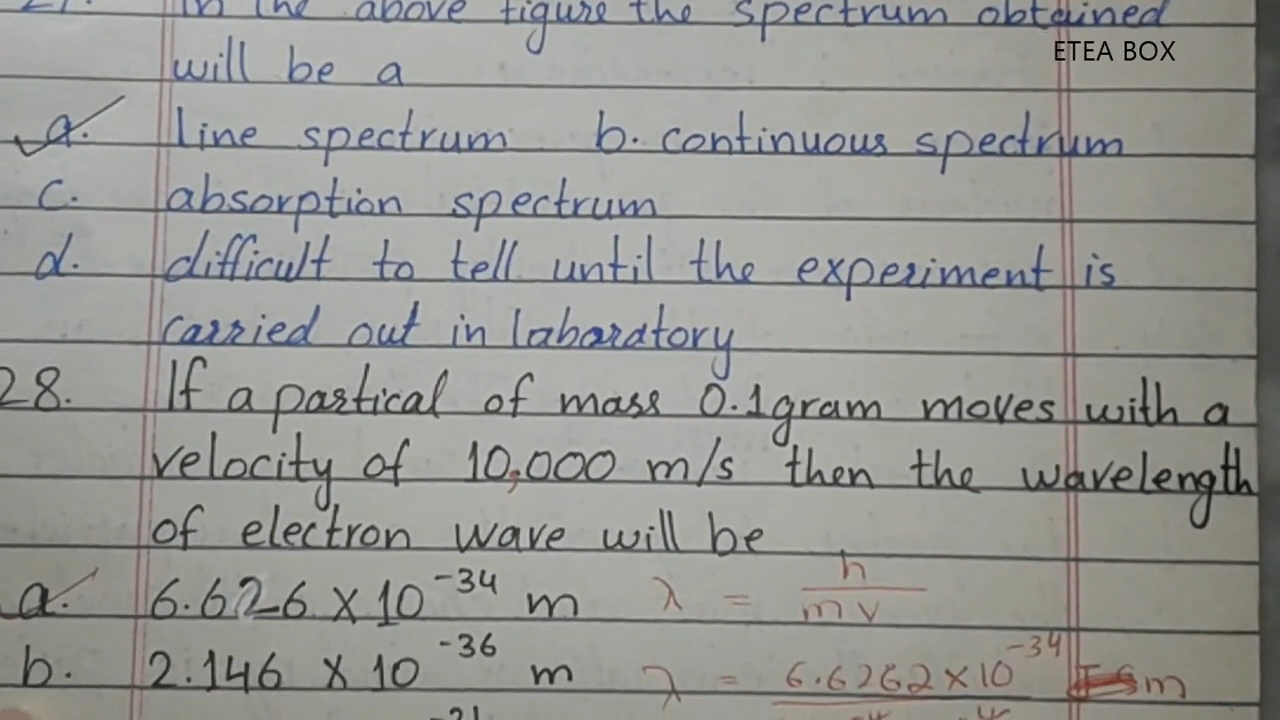 27. In the above figure the spectrum obtained
ETEA BOX
will be a
a. line spectrum b. continuous spectrum
c. absorption spectrum
d. difficult to tell until the experiment is
carried out in labaratory
28. If a partical of mass 0.1gram moves with a
velocity of 10,000 m/s then the wavelength
of electron wave will be
a. 6.626 x 10^-34 m λ = h / mv
b. 2.146 x 10^-36 m λ = 6.6262 x 10^-34 m